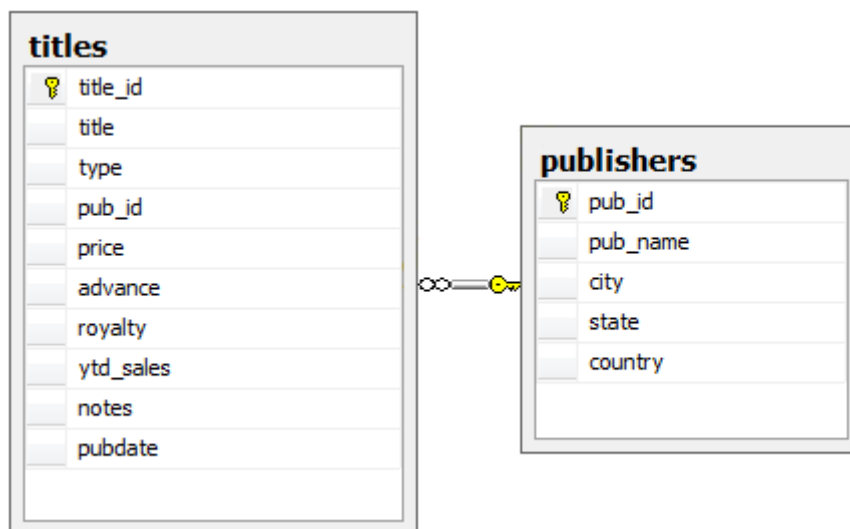 titles
title_id
title
type
pub_id
price
advance
royalty
ytd_sales
notes
pubdate
publishers
pub_id
pub_name
city
state
country